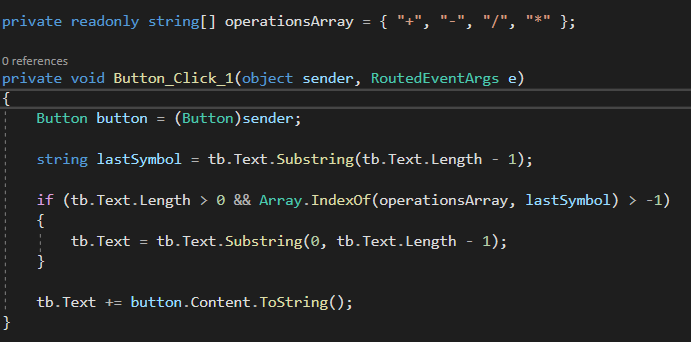 private readonly string[] operationsArray = { "+", "-", "/", "*" };
0 references
private void Button_Click_1(object sender, RoutedEventArgs e)
{
Button button = (Button)sender;
string lastSymbol = tb.Text.Substring(tb.Text.Length - 1);
if (tb.Text.Length > 0 && Array.IndexOf(operationsArray, lastSymbol) > -1)
{
tb.Text = tb.Text.Substring(0, tb.Text.Length - 1);
}
tb.Text += button.Content.ToString();
}